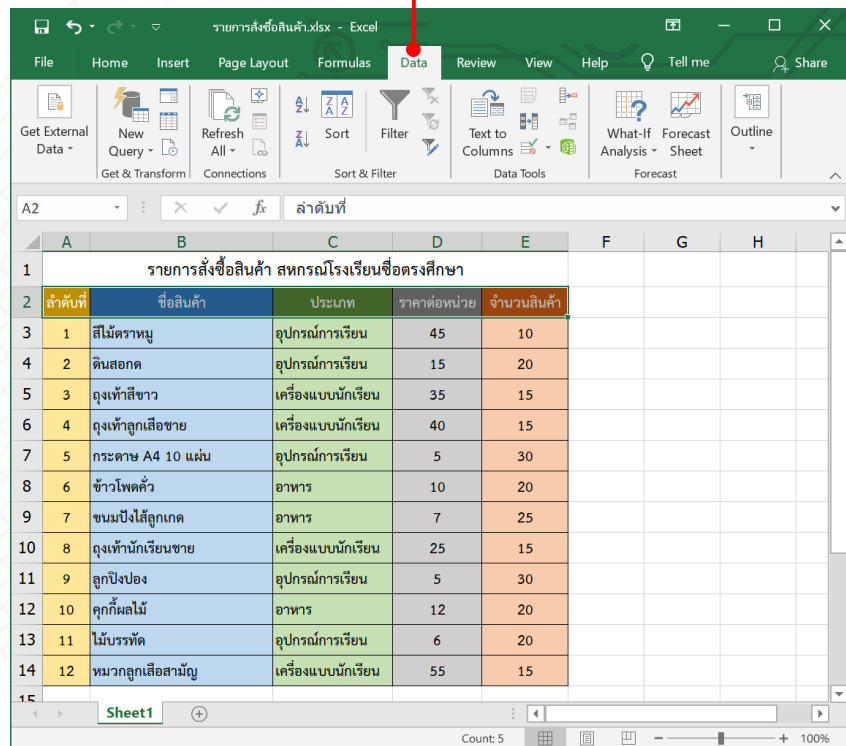 รายการสั่งซื้อสินค้า.xlsx - Excel
File Home Insert Page Layout Formulas Data Review View Help Tell me Share
Get External Data
New Query
Refresh All
Sort
Filter
Text to Columns
What-If Analysis
Forecast Sheet
Outline
Get & Transform Connections Sort & Filter Data Tools Forecast
A2 fx ลำดับที่
A B C D E F G H
1 รายการสั่งซื้อสินค้า สหกรณ์โรงเรียนซื่อตรงศึกษา
2 ลำดับที่ ชื่อสินค้า ประเภท ราคาต่อหน่วย จำนวนสินค้า
3 1 สีไม้ตราหมู อุปกรณ์การเรียน 45 10
4 2 ดินสอกด อุปกรณ์การเรียน 15 20
5 3 ถุงเท้าสีขาว เครื่องแบบนักเรียน 35 15
6 4 ถุงเท้าลูกเสือชาย เครื่องแบบนักเรียน 40 15
7 5 กระดาษ A4 10 แผ่น อุปกรณ์การเรียน 5 30
8 6 ข้าวโพดคั่ว อาหาร 10 20
9 7 ขนมปังไส้ลูกเกด อาหาร 7 25
10 8 ถุงเท้านักเรียนชาย เครื่องแบบนักเรียน 25 15
11 9 ลูกปิงปอง อุปกรณ์การเรียน 5 30
12 10 คุกกี้ผลไม้ อาหาร 12 20
13 11 ไม้บรรทัด อุปกรณ์การเรียน 6 20
14 12 หมวกลูกเสือสามัญ เครื่องแบบนักเรียน 55 15
15
Sheet1
Count: 5 100%